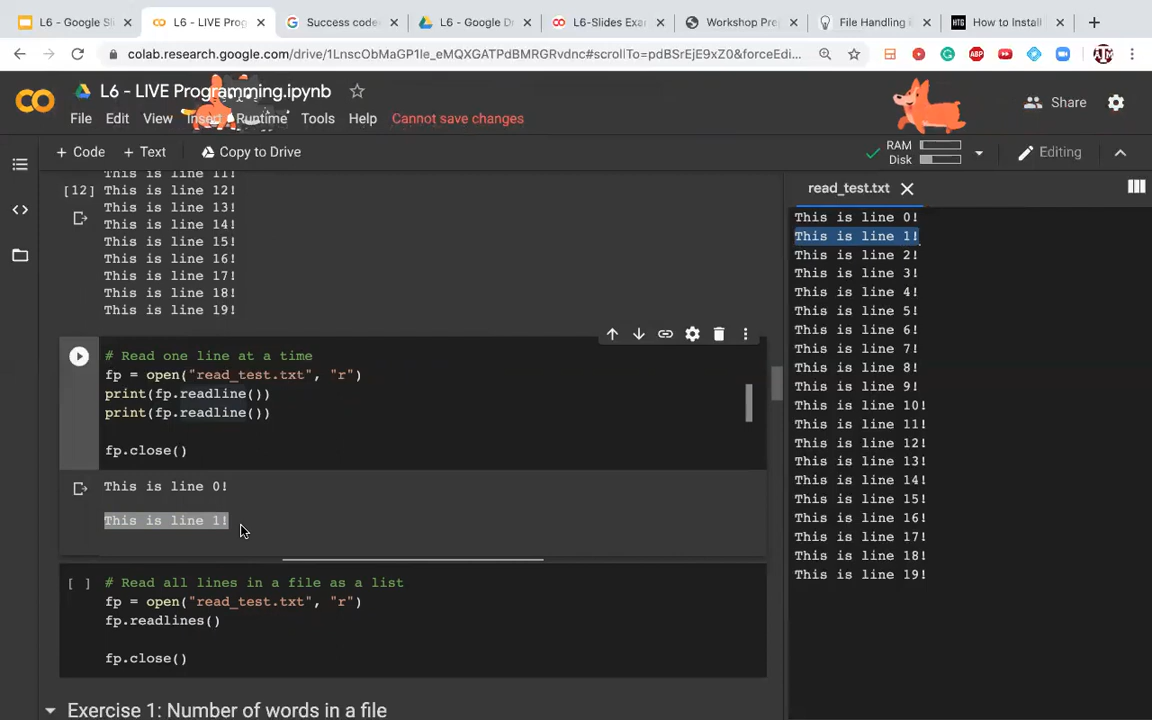 L6 - Google Sli
L6 - LIVE Prog
Success code
L6 - Google Dr
L6-Slides Exa
Workshop Pre
File Handling i
How to Install
colab.research.google.com/drive/1LnscObMaGP1Ie_eMQXGATPdBMRGRvdnc#scrollTo=pdBSrEjE9xZ0&forceEdi...
L6 - LIVE Programming.ipynb
File Edit View Insert Runtime Tools Help Cannot save changes
Share
+ Code + Text Copy to Drive
RAM
Disk
Editing
This is line 11!
[12] This is line 12!
This is line 13!
This is line 14!
This is line 15!
This is line 16!
This is line 17!
This is line 18!
This is line 19!
# Read one line at a time
fp = open("read_test.txt", "r")
print(fp.readline())
print(fp.readline())
fp.close()
This is line 0!
This is line 1!
[ ] # Read all lines in a file as a list
fp = open("read_test.txt", "r")
fp.readlines()
fp.close()
Exercise 1: Number of words in a file
read_test.txt
This is line 0!
This is line 1!
This is line 2!
This is line 3!
This is line 4!
This is line 5!
This is line 6!
This is line 7!
This is line 8!
This is line 9!
This is line 10!
This is line 11!
This is line 12!
This is line 13!
This is line 14!
This is line 15!
This is line 16!
This is line 17!
This is line 18!
This is line 19!